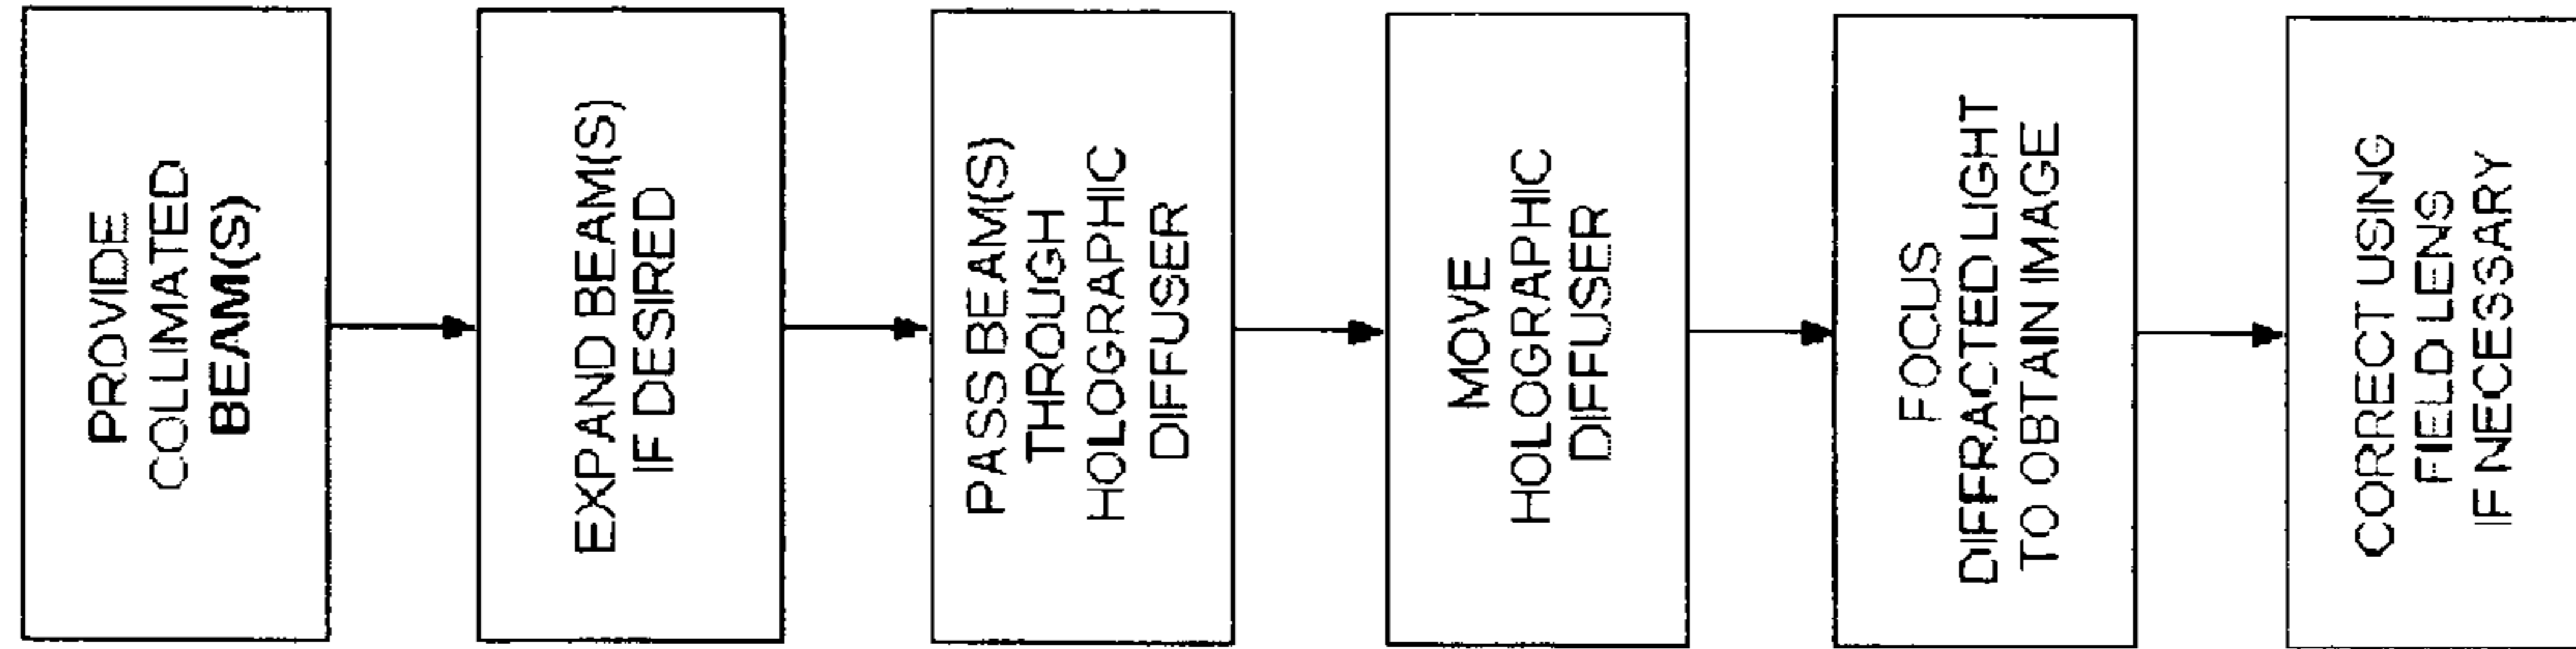 PROVIDE
COLLIMATED
BEAM(S)
EXPAND BEAM(S)
IF DESIRED
PASS BEAM(S)
THROUGH
HOLOGRAPHIC
DIFFUSER
MOVE
HOLOGRAPHIC
DIFFUSER
FOCUS
DIFFRACTED LIGHT
TO OBTAIN IMAGE
CORRECT USING
FIELD LENS
IF NECESSARY